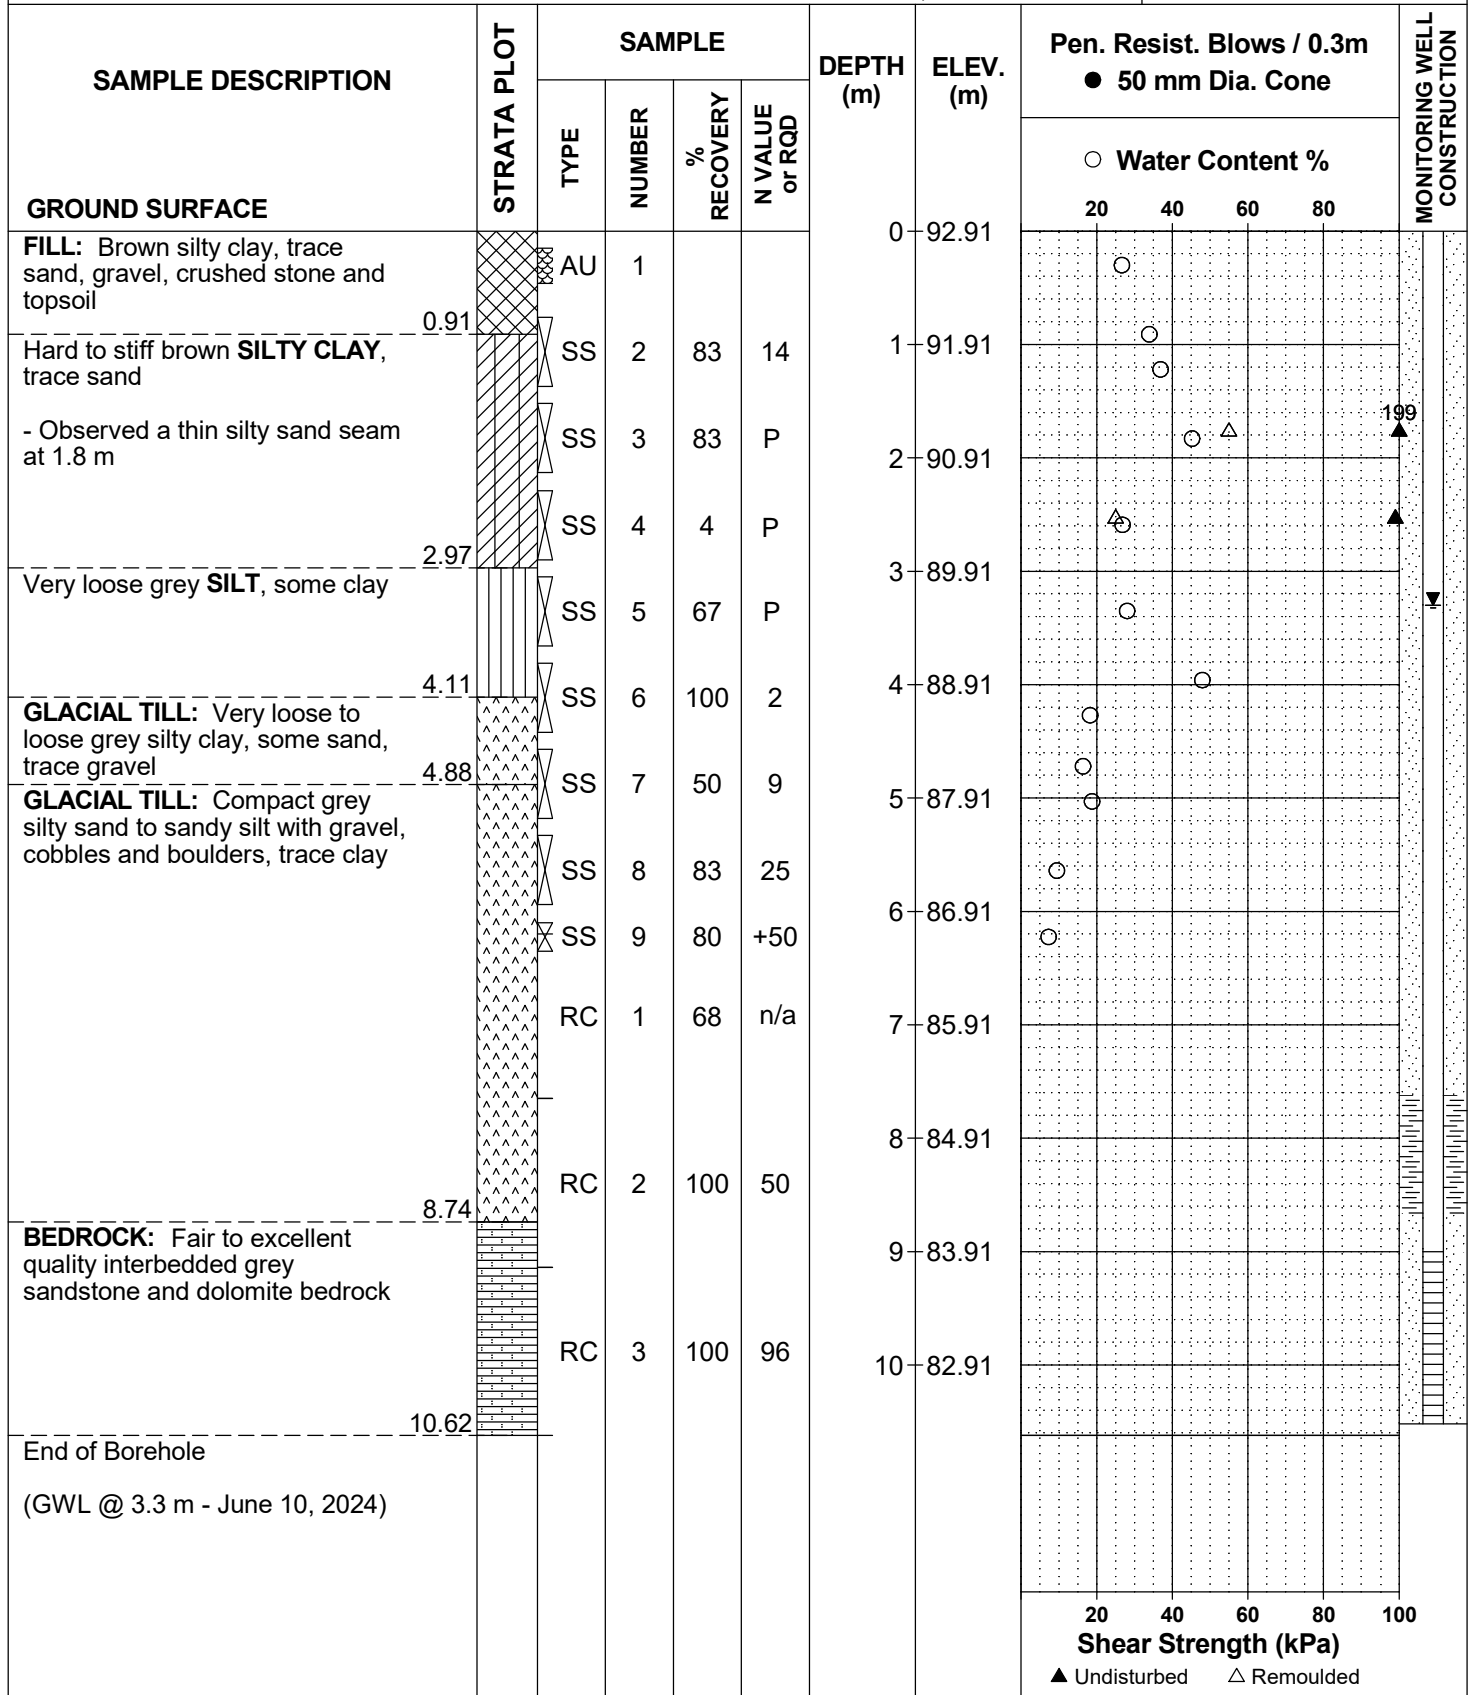 SAMPLE DESCRIPTION
GROUND SURFACE
STRATA PLOT
SAMPLE
TYPE
NUMBER
%
RECOVERY
N VALUE
or RQD
DEPTH
(m)
ELEV.
(m)
Pen. Resist. Blows / 0.3m
● 50 mm Dia. Cone
○ Water Content %
20 40 60 80
MONITORING WELL
CONSTRUCTION
0 92.91
FILL: Brown silty clay, trace
sand, gravel, crushed stone and
topsoil
0.91
AU 1
Hard to stiff brown SILTY CLAY,
trace sand
- Observed a thin silty sand seam
at 1.8 m
2.97
SS 2 83 14
1 91.91
SS 3 83 P
199
2 90.91
SS 4 4 P
3 89.91
Very loose grey SILT, some clay
4.11
SS 5 67 P
SS 6 100 2
4 88.91
GLACIAL TILL: Very loose to
loose grey silty clay, some sand,
trace gravel
4.88
SS 7 50 9
5 87.91
GLACIAL TILL: Compact grey
silty sand to sandy silt with gravel,
cobbles and boulders, trace clay
8.74
SS 8 83 25
6 86.91
SS 9 80 +50
RC 1 68 n/a
7 85.91
8 84.91
RC 2 100 50
BEDROCK: Fair to excellent
quality interbedded grey
sandstone and dolomite bedrock
10.62
9 83.91
RC 3 100 96
10 82.91
End of Borehole
(GWL @ 3.3 m - June 10, 2024)
20 40 60 80 100
Shear Strength (kPa)
▲ Undisturbed △ Remoulded